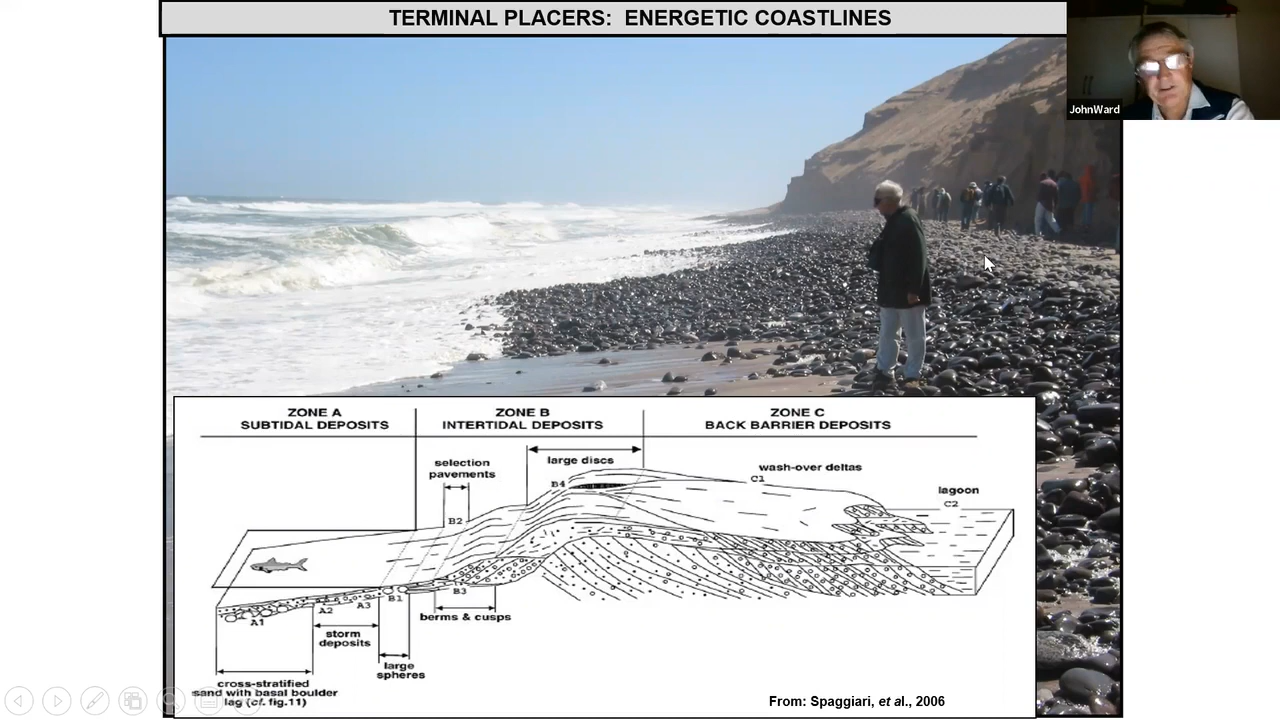 TERMINAL PLACERS: ENERGETIC COASTLINES
JohnWard
ZONE A
SUBTIDAL DEPOSITS
ZONE B
INTERTIDAL DEPOSITS
ZONE C
BACK BARRIER DEPOSITS
selection
pavements
large discs
wash-over deltas
lagoon
B4
C1
C2
B2
A1
A2
A3
B1
B3
berms & cusps
storm
deposits
large
spheres
cross-stratified
sand with basal boulder
lag (cf. fig.11)
From: Spaggiari, et al., 2006